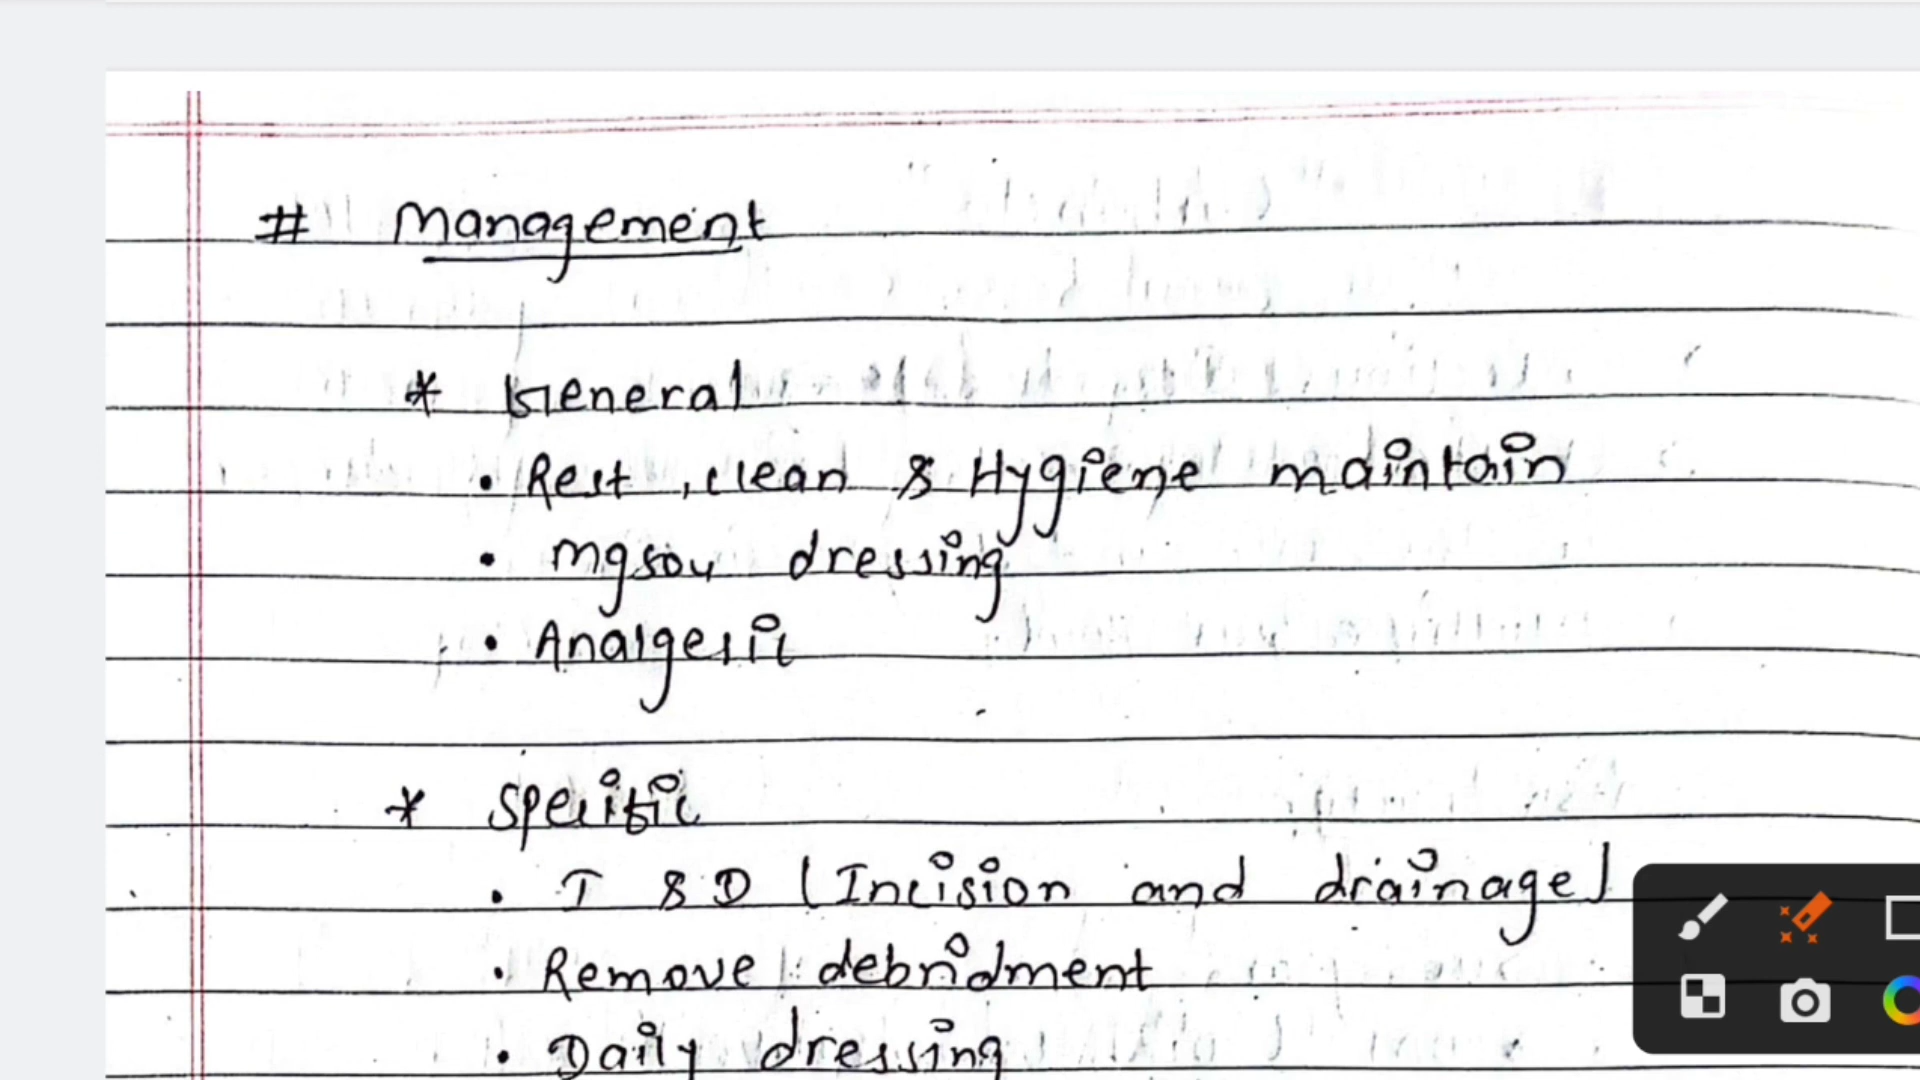 # Management
* General
• Rest, clean & Hygiene maintain
• mgso4 dressing
• Analgesic
* Specific
• I & D (Incision and drainage)
• Remove debridment
• Daily dressing